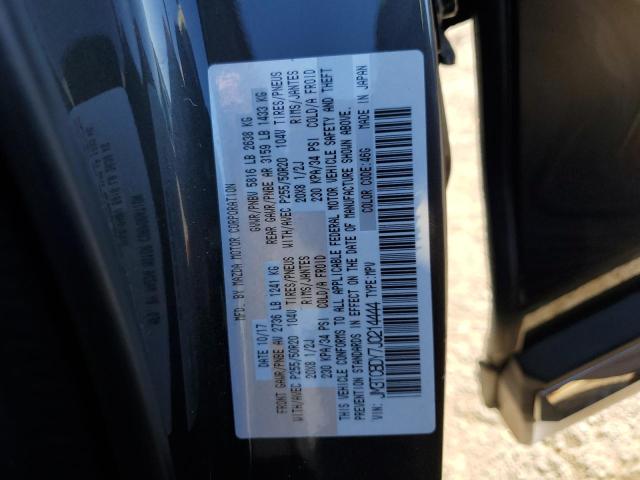 MFD. BY MAZDA MOTOR CORPORATION
DATE 10/17 GVWR/PNBV 5816 LB 2638 KG
FRONT GAWR/PNBE AV 2736 LB 1241 KG REAR GAWR/PNBE AR 3159 LB 1433 KG
WITH/AVEC P255/50R20 104V TIRES/PNEUS WITH/AVEC P255/50R20 104V TIRES/PNEUS
20X8 1/2J RIMS/JANTES 20X8 1/2J RIMS/JANTES
230 KPA/34 PSI COLD/A FROID 230 KPA/34 PSI COLD/A FROID
THIS VEHICLE CONFORMS TO ALL APPLICABLE FEDERAL MOTOR VEHICLE SAFETY AND THEFT
PREVENTION STANDARDS IN EFFECT ON THE DATE OF MANUFACTURE SHOWN ABOVE.
VIN: JM3TCBDY7J0214444 TYPE:MPV COLOR CODE:46G MADE IN JAPAN